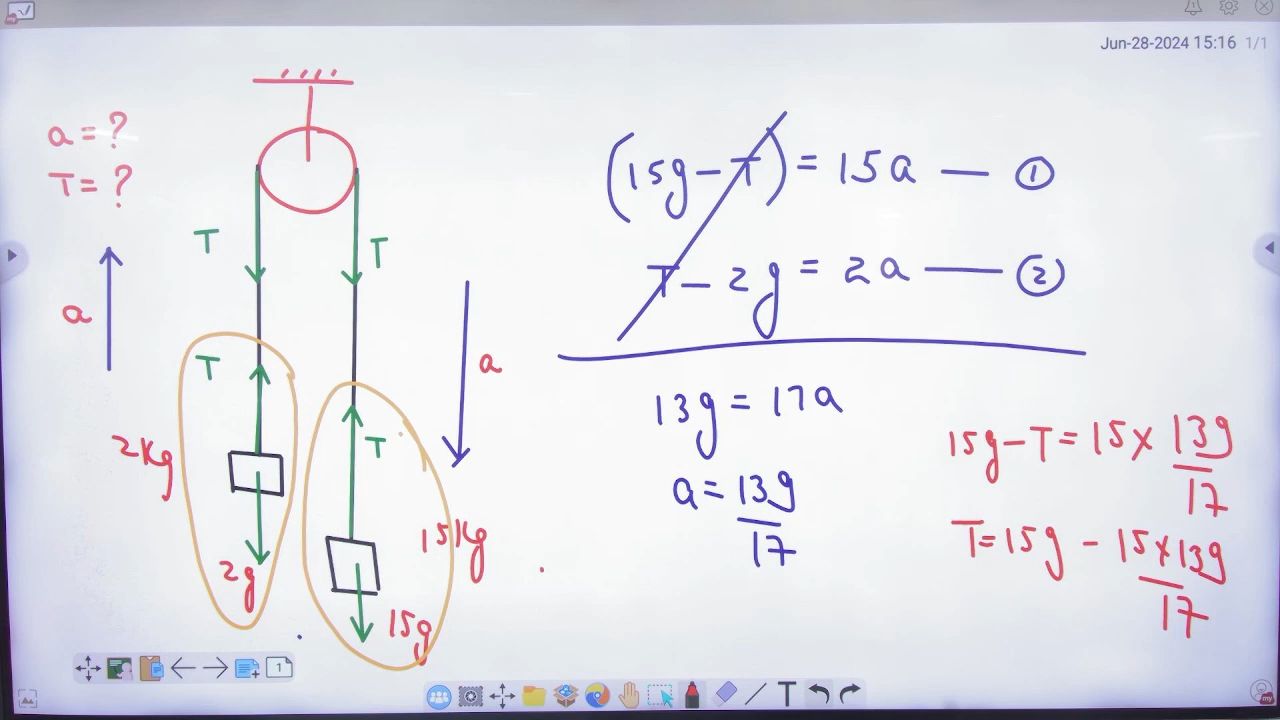 Jun-28-2024 15:16 1/1
a = ?
T = ?
T
T
a
a
T
T
2kg
15kg
2g
15g
(15g - T) = 15a — ①
T - 2g = 2a — ②
13g = 17a
a = 13g/17
15g - T = 15 × 13g/17
T = 15g - 15×13g/17
1
T